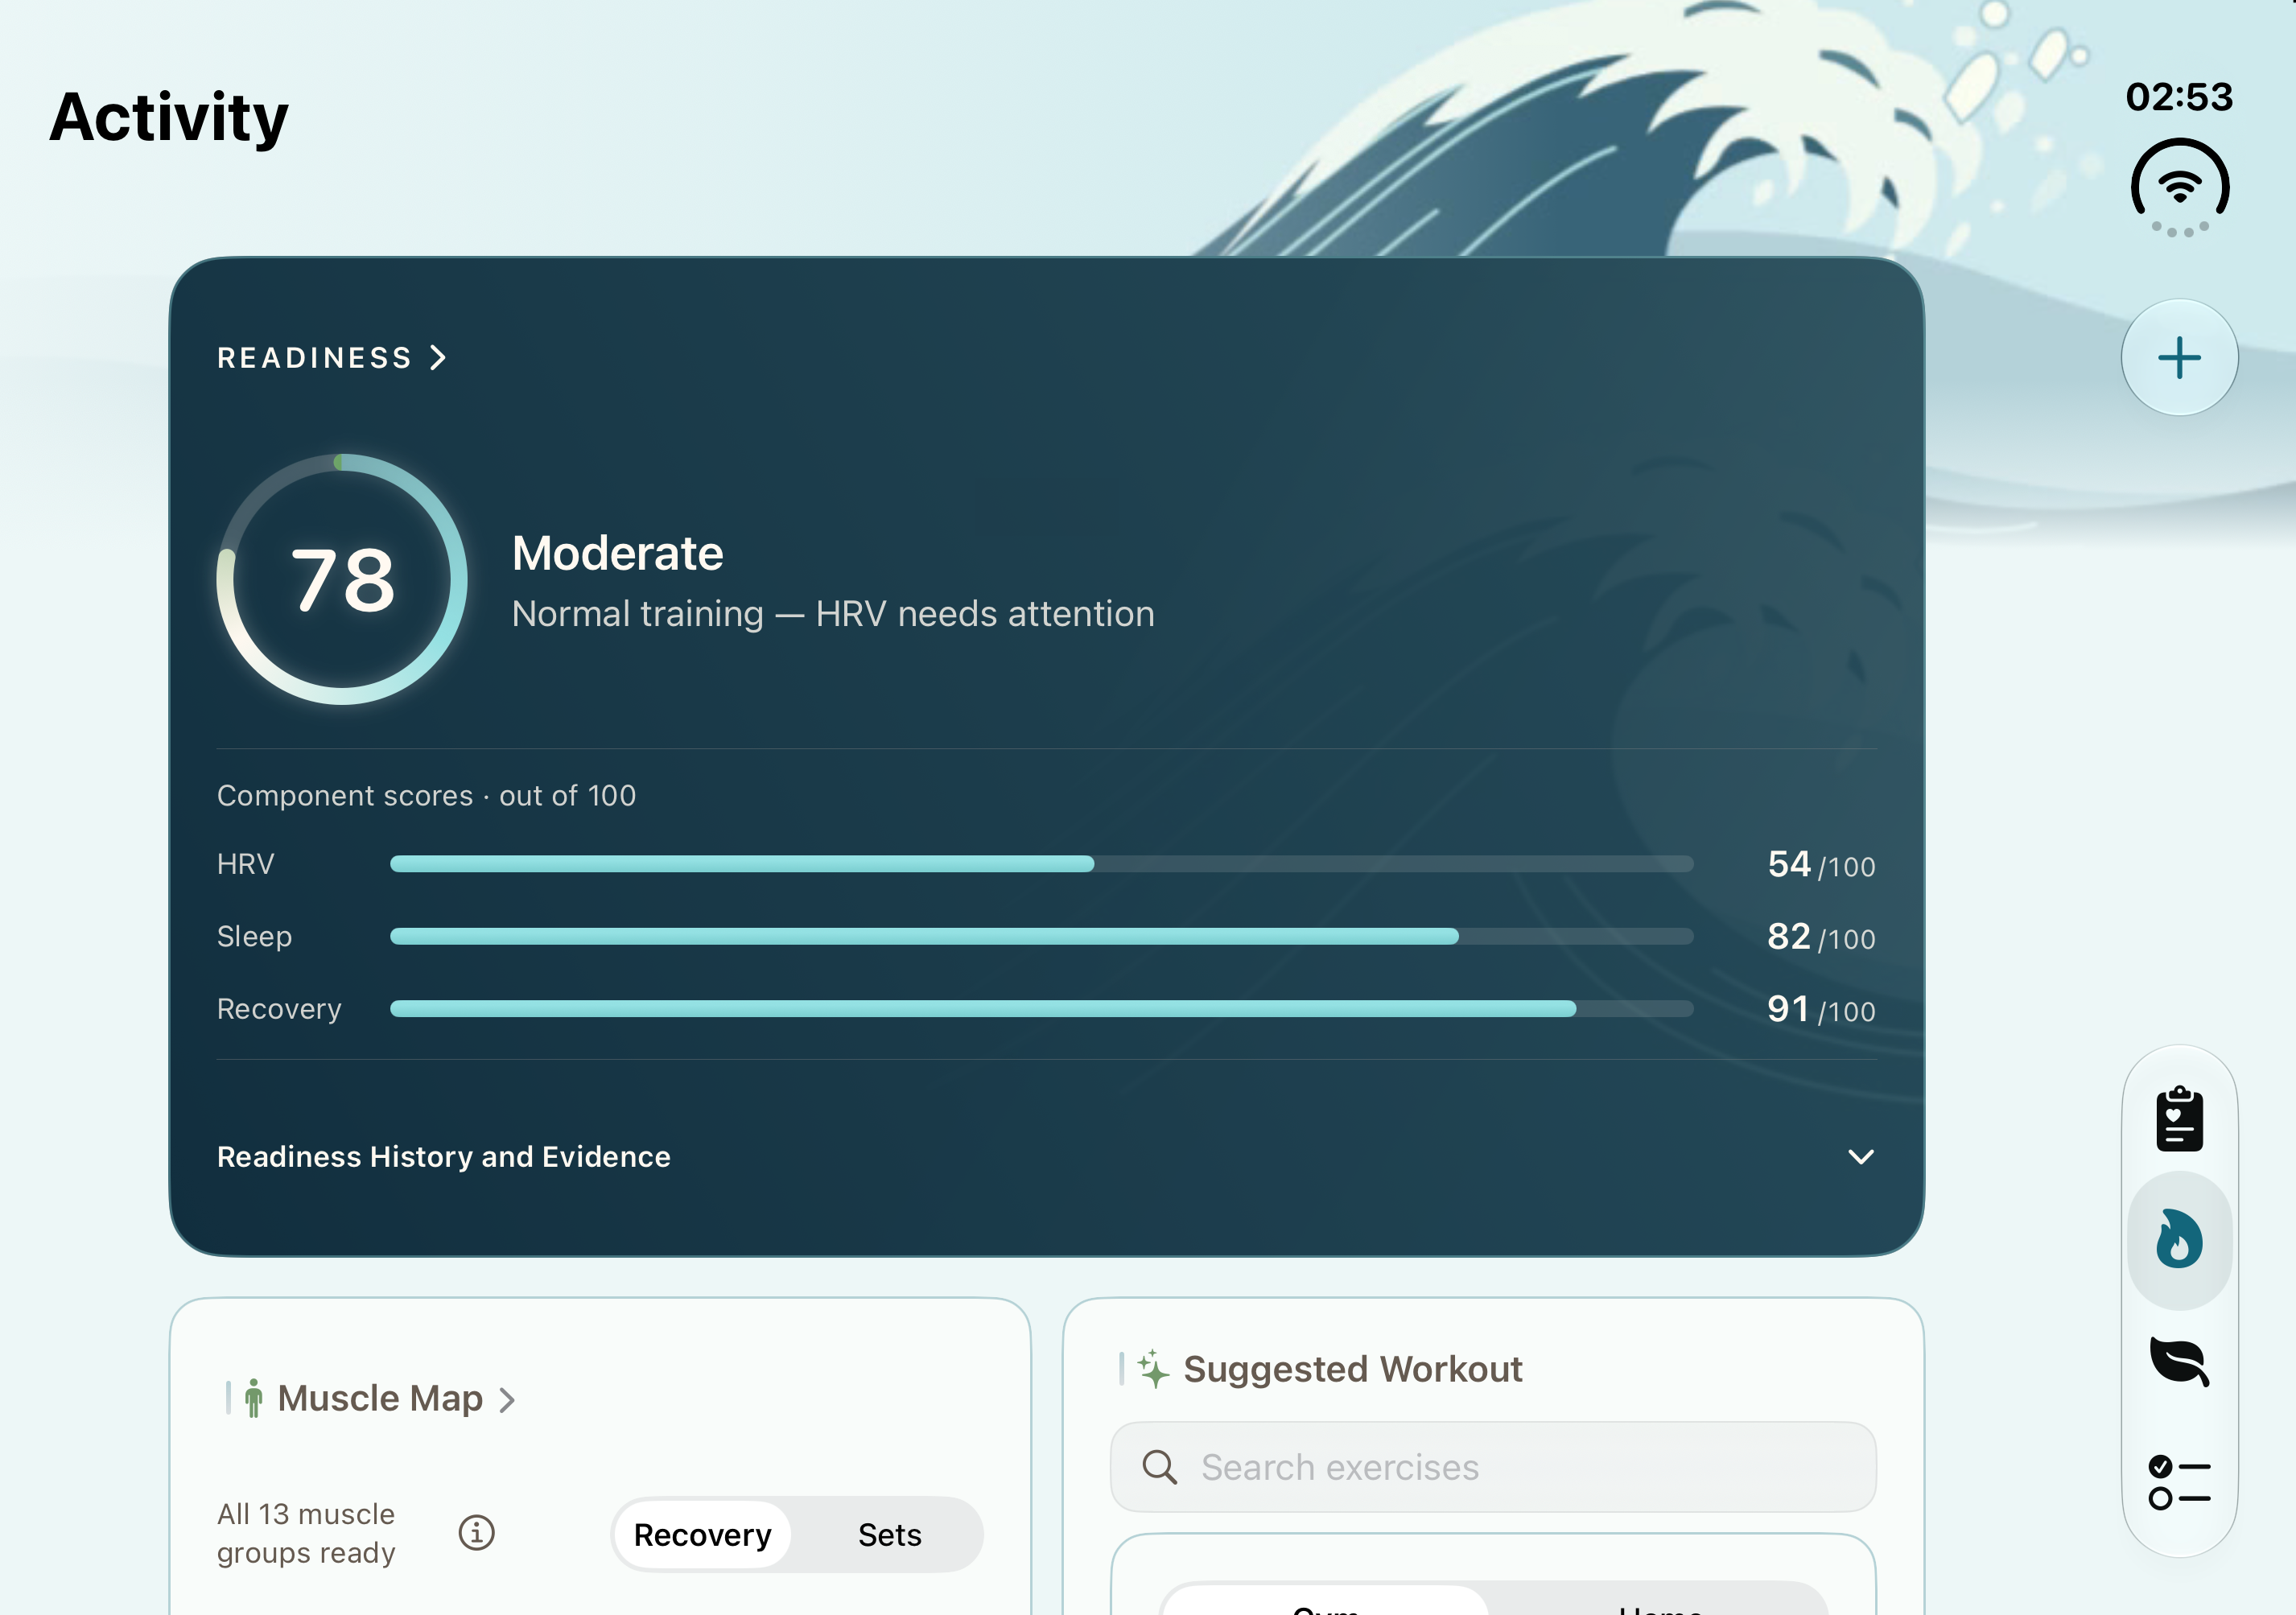 Activity
02:53
READINESS
78
Moderate
Normal training — HRV needs attention
Component scores · out of 100
HRV
54 /100
Sleep
82 /100
Recovery
91 /100
Readiness History and Evidence
Muscle Map
All 13 muscle
groups ready
Recovery
Sets
Suggested Workout
Search exercises
Gym
Home